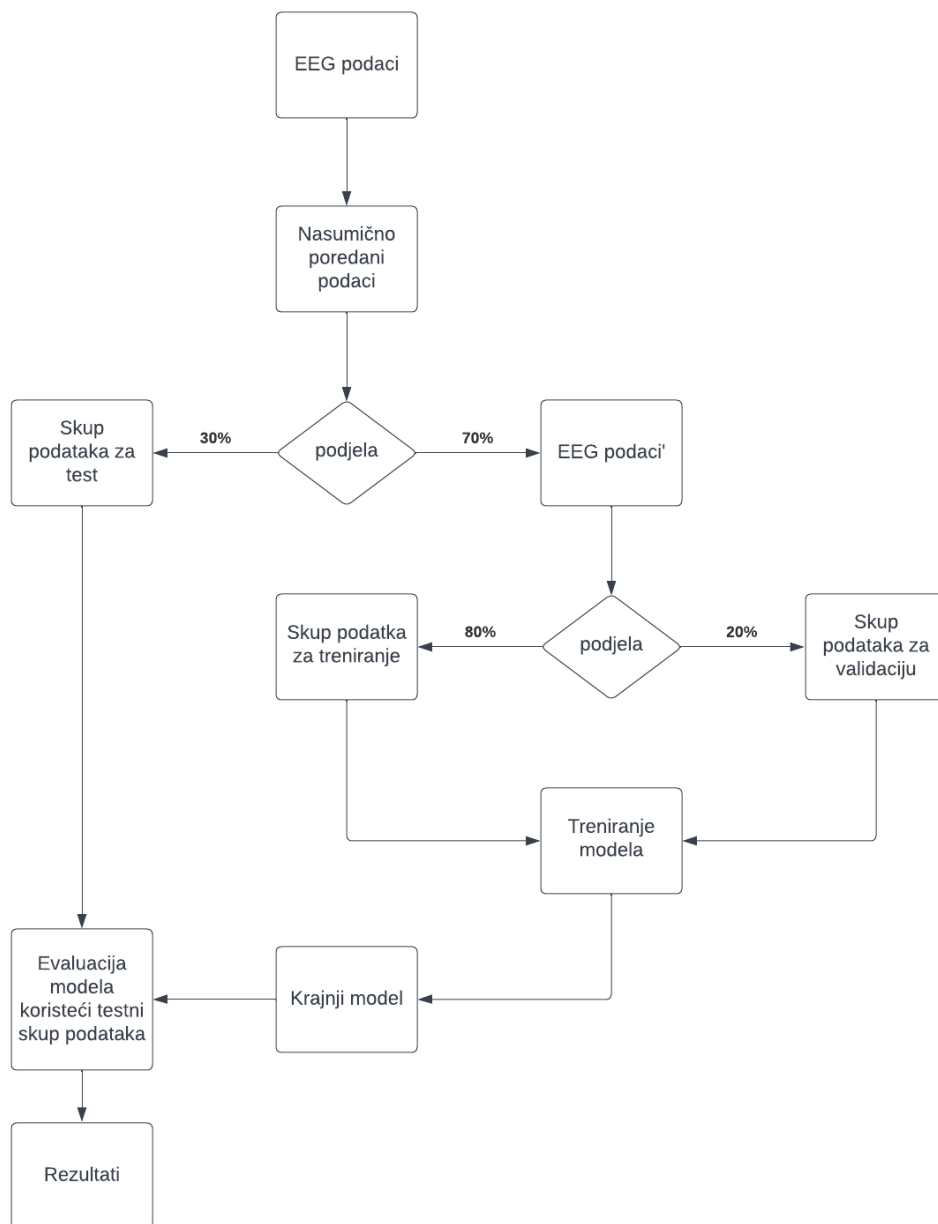 EEG podaci
Nasumično
poredani
podaci
Skup
podataka za
test
30%
podjela
70%
EEG podaci'
Skup podatka
za treniranje
80%
podjela
20%
Skup
podataka za
validaciju
Treniranje
modela
Evaluacija
modela
koristeći testni
skup podataka
Krajnji model
Rezultati